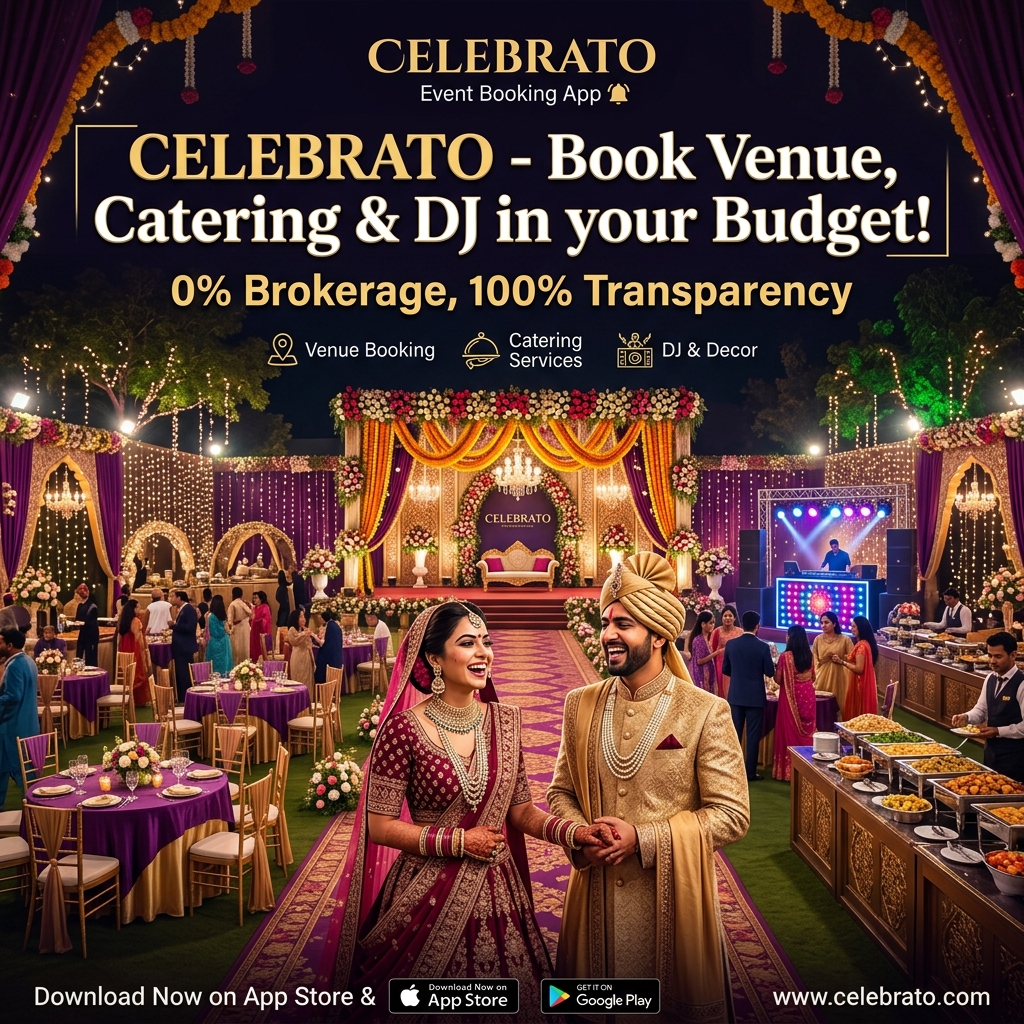 CELEBRATO
Event Booking App
CELEBRATO - Book Venue,
Catering & DJ in your Budget!
0% Brokerage, 100% Transparency
Venue Booking
Catering
Services
DJ & Decor
CELEBRATO
Download Now on App Store &
Download Now on
App Store
GET IT ON
Google Play
www.celebrato.com